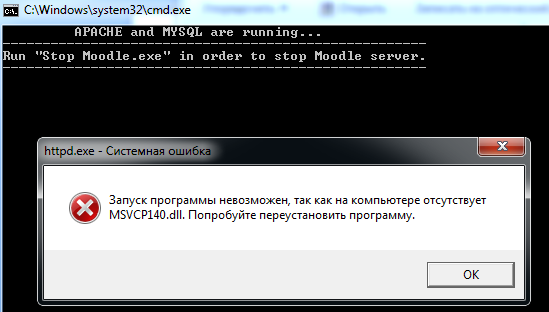 C:\Windows\system32\cmd.exe
APACHE and MYSQL are running...
Run "Stop Moodle.exe" in order to stop Moodle server.
httpd.exe - Системная ошибка
Запуск программы невозможен, так как на компьютере отсутствует
MSVCP140.dll. Попробуйте переустановить программу.
ОК